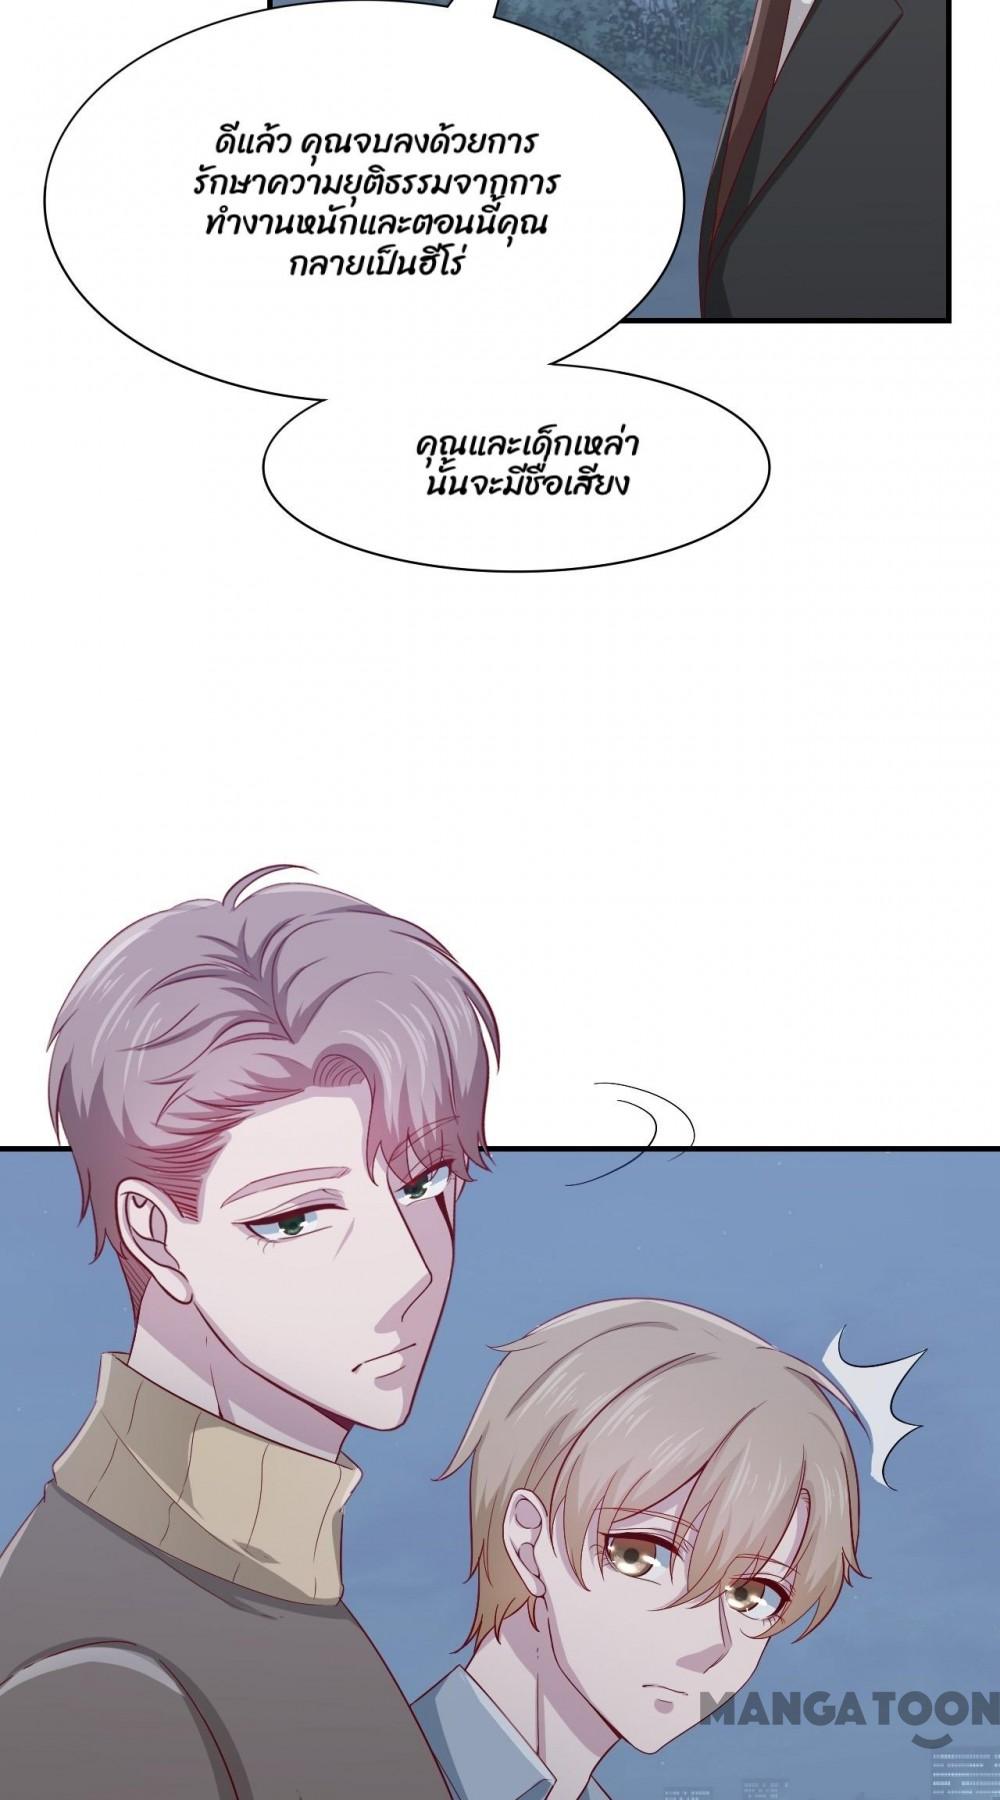 ดีแล้ว คุณจบลงด้วยการ
รักษาความยุติธรรมจากการ
ทำงานหนักและตอนนี้คุณ
กลายเป็นฮีโร่
คุณและเด็กเหล่า
นั้นจะมีชื่อเสียง
MANGATOON